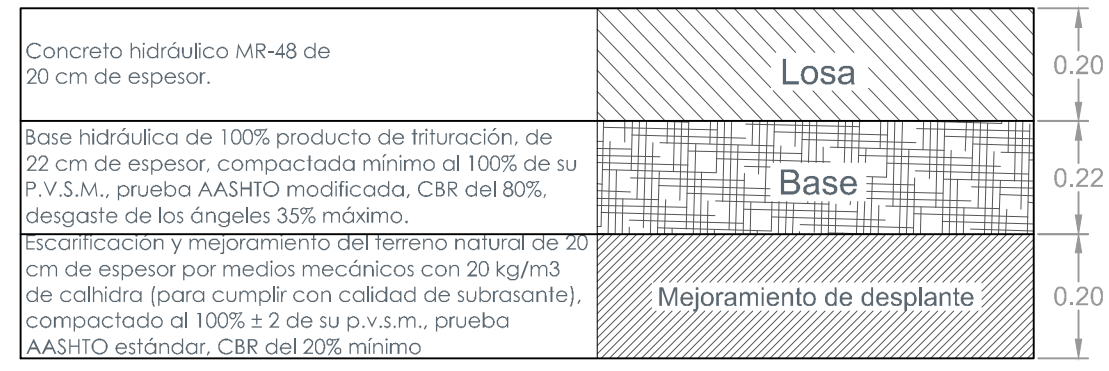 Concreto hidráulico MR-48 de
20 cm de espesor.
Losa
0.20
Base hidráulica de 100% producto de trituración, de
22 cm de espesor, compactada mínimo al 100% de su
P.V.S.M., prueba AASHTO modificada, CBR del 80%,
desgaste de los ángeles 35% máximo.
Base
0.22
Escarificación y mejoramiento del terreno natural de 20
cm de espesor por medios mecánicos con 20 kg/m3
de calhidra (para cumplir con calidad de subrasante),
compactado al 100% ± 2 de su p.v.s.m., prueba
AASHTO estándar, CBR del 20% mínimo
Mejoramiento de desplante
0.20